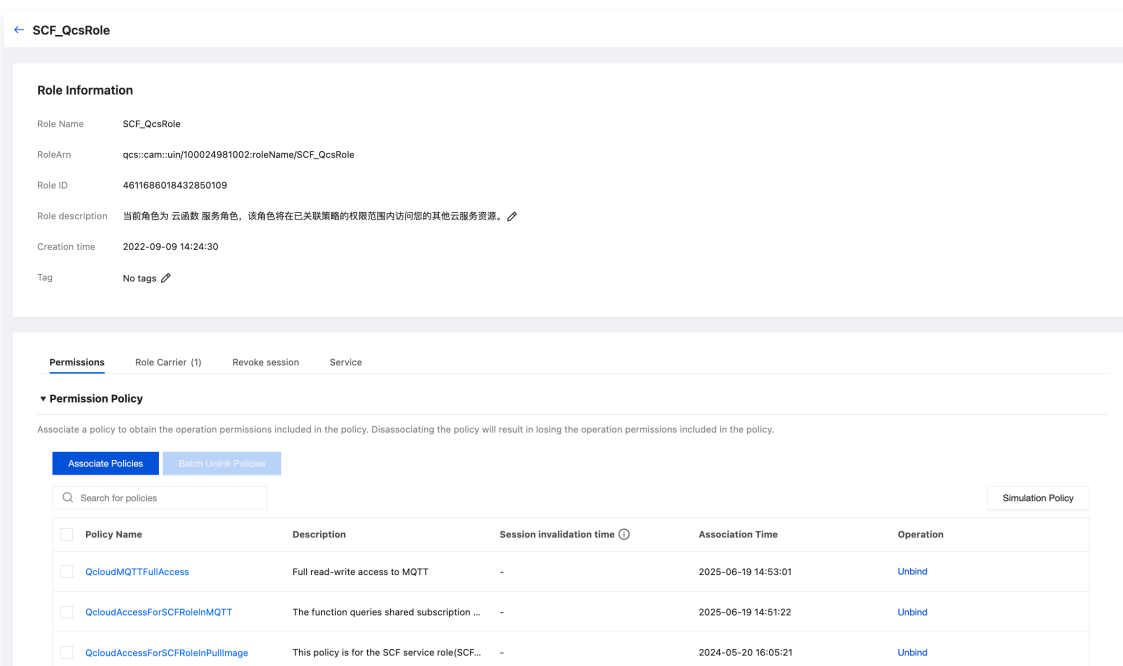 ← SCF_QcsRole
Role Information
Role Name SCF_QcsRole
RoleArn qcs::cam::uin/100024981002:roleName/SCF_QcsRole
Role ID 4611686018432850109
Role description 当前角色为 云函数 服务角色，该角色将在已关联策略的权限范围内访问您的其他云服务资源。
Creation time 2022-09-09 14:24:30
Tag No tags
Permissions Role Carrier (1) Revoke session Service
▾ Permission Policy
Associate a policy to obtain the operation permissions included in the policy. Disassociating the policy will result in losing the operation permissions included in the policy.
Associate Policies Batch Unlink Policies
Search for policies Simulation Policy
Policy Name Description Session invalidation time Association Time Operation
QcloudMQTTFullAccess Full read-write access to MQTT - 2025-06-19 14:53:01 Unbind
QcloudAccessForSCFRoleInMQTT The function queries shared subscription ... - 2025-06-19 14:51:22 Unbind
QcloudAccessForSCFRoleInPullImage This policy is for the SCF service role(SCF... - 2024-05-20 16:05:21 Unbind